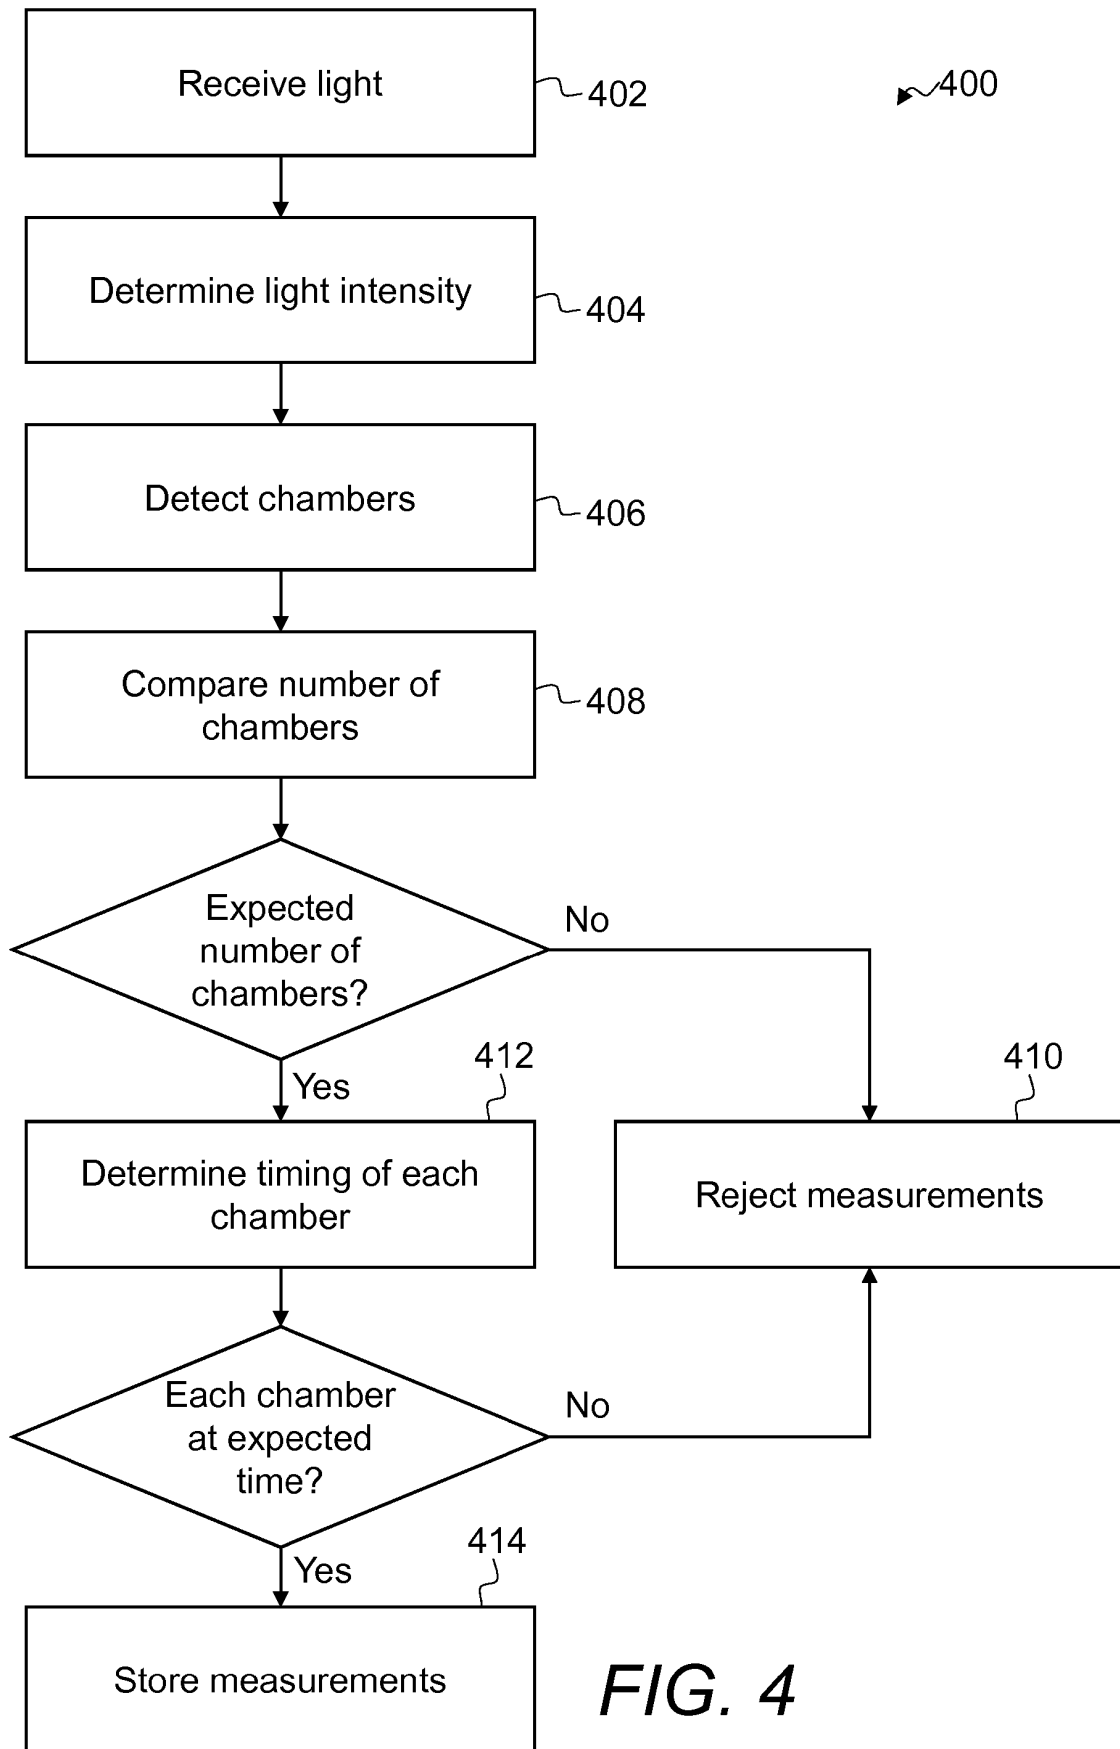 Receive light
402
400
Determine light intensity
404
Detect chambers
406
Compare number of
chambers
408
Expected
number of
chambers?
No
Yes
412
410
Determine timing of each
chamber
Reject measurements
Each chamber
at expected
time?
No
Yes
414
Store measurements
FIG. 4